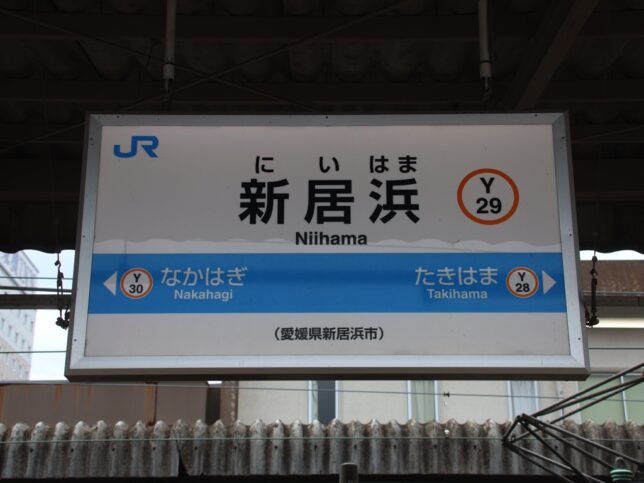 JR
にいはま
新居浜
Niihama
Y
29
Y
30
なかはぎ
Nakahagi
たきはま
Takihama
Y
28
（愛媛県新居浜市）